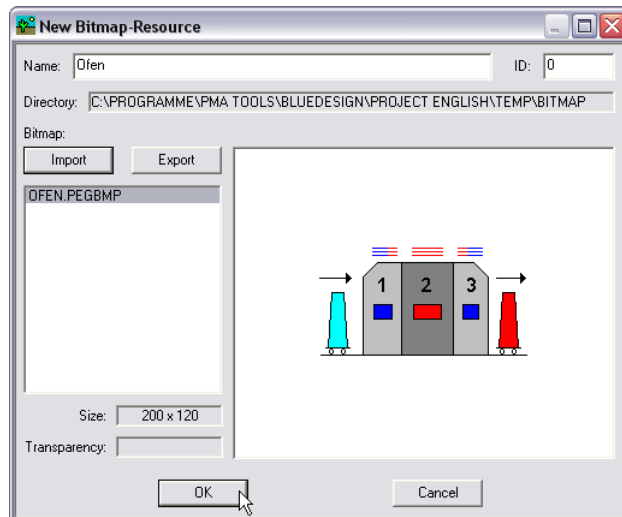 New Bitmap-Resource
Name: Ofen ID: 0
Directory: C:\PROGRAMME\PMA TOOLS\BLUEDESIGN\PROJECT ENGLISH\TEMP\BITMAP
Bitmap:
Import Export
OFEN.PEGBMP
1 2 3
Size: 200 x 120
Transparency:
OK Cancel